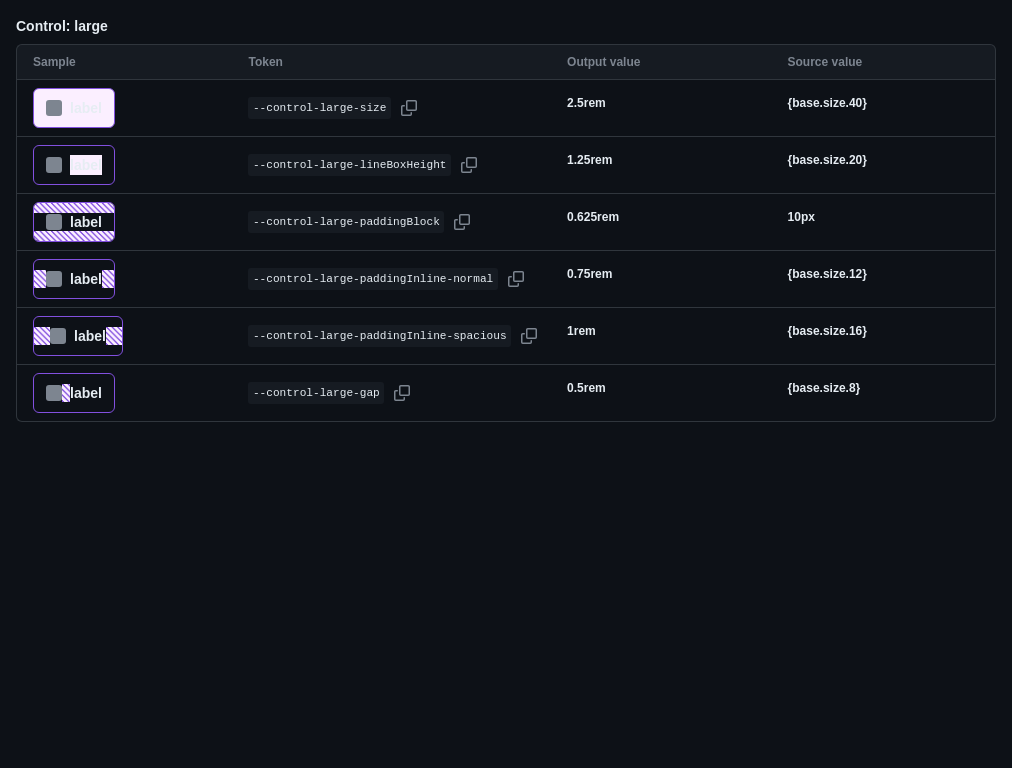 Control: large
Sample Token Output value Source value
label --control-large-size 2.5rem {base.size.40}
label --control-large-lineBoxHeight 1.25rem {base.size.20}
label --control-large-paddingBlock 0.625rem 10px
label --control-large-paddingInline-normal 0.75rem {base.size.12}
label --control-large-paddingInline-spacious 1rem {base.size.16}
label --control-large-gap 0.5rem {base.size.8}